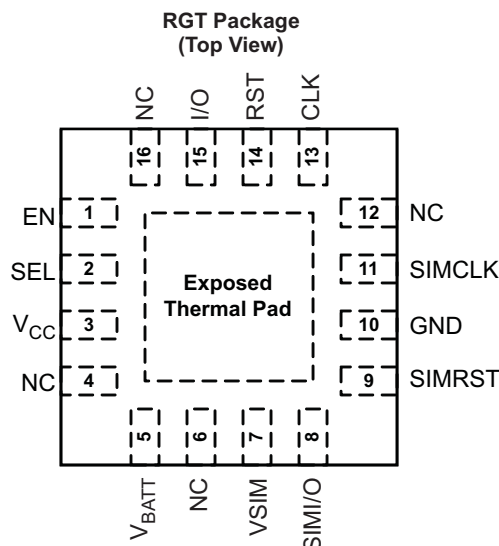 RGT Package
(Top View)
NC
I/O
RST
CLK
16
15
14
13
EN
1
12
NC
SEL
2
11
SIMCLK
Exposed
Thermal Pad
VCC
3
10
GND
NC
4
9
SIMRST
5
6
7
8
VBATT
NC
VSIM
SIMI/O